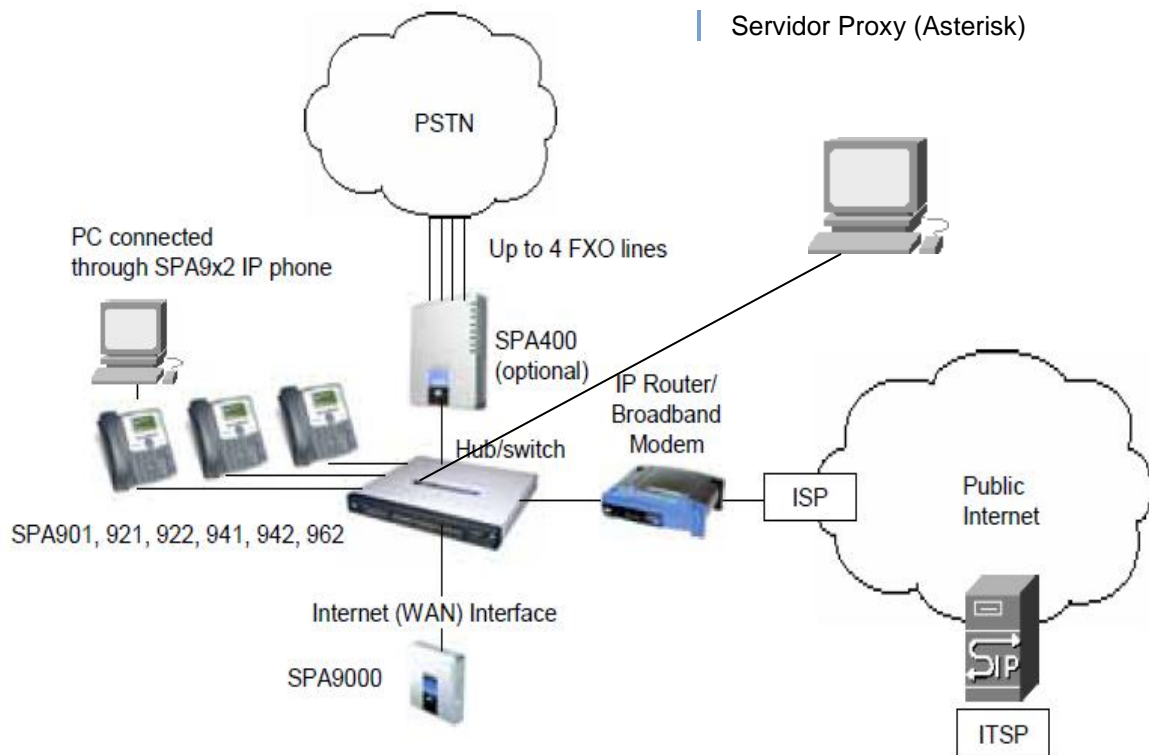 Servidor Proxy (Asterisk)
PSTN
PC connected
through SPA9x2 IP phone
Up to 4 FXO lines
SPA400
(optional)
IP Router/
Broadband
Modem
Hub/switch
ISP
Public
Internet
SPA901, 921, 922, 941, 942, 962
Internet (WAN) Interface
SPA9000
SIP
ITSP